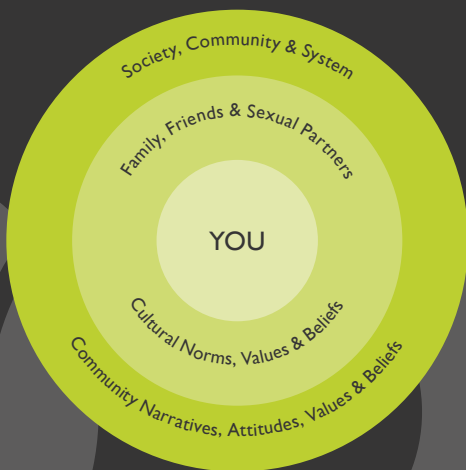 Society, Community & System
Family, Friends & Sexual Partners
YOU
Cultural Norms, Values & Beliefs
Community Narratives, Attitudes, Values & Beliefs